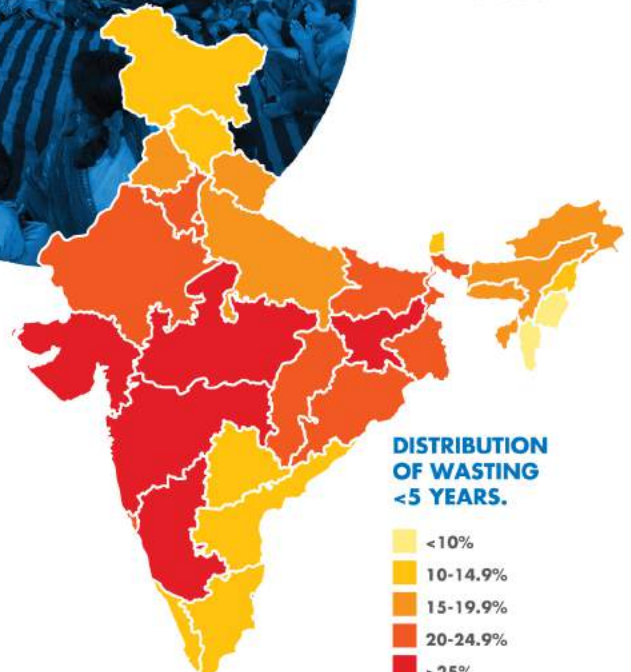 DISTRIBUTION
OF WASTING
<5 YEARS.
<10%
10-14.9%
15-19.9%
20-24.9%